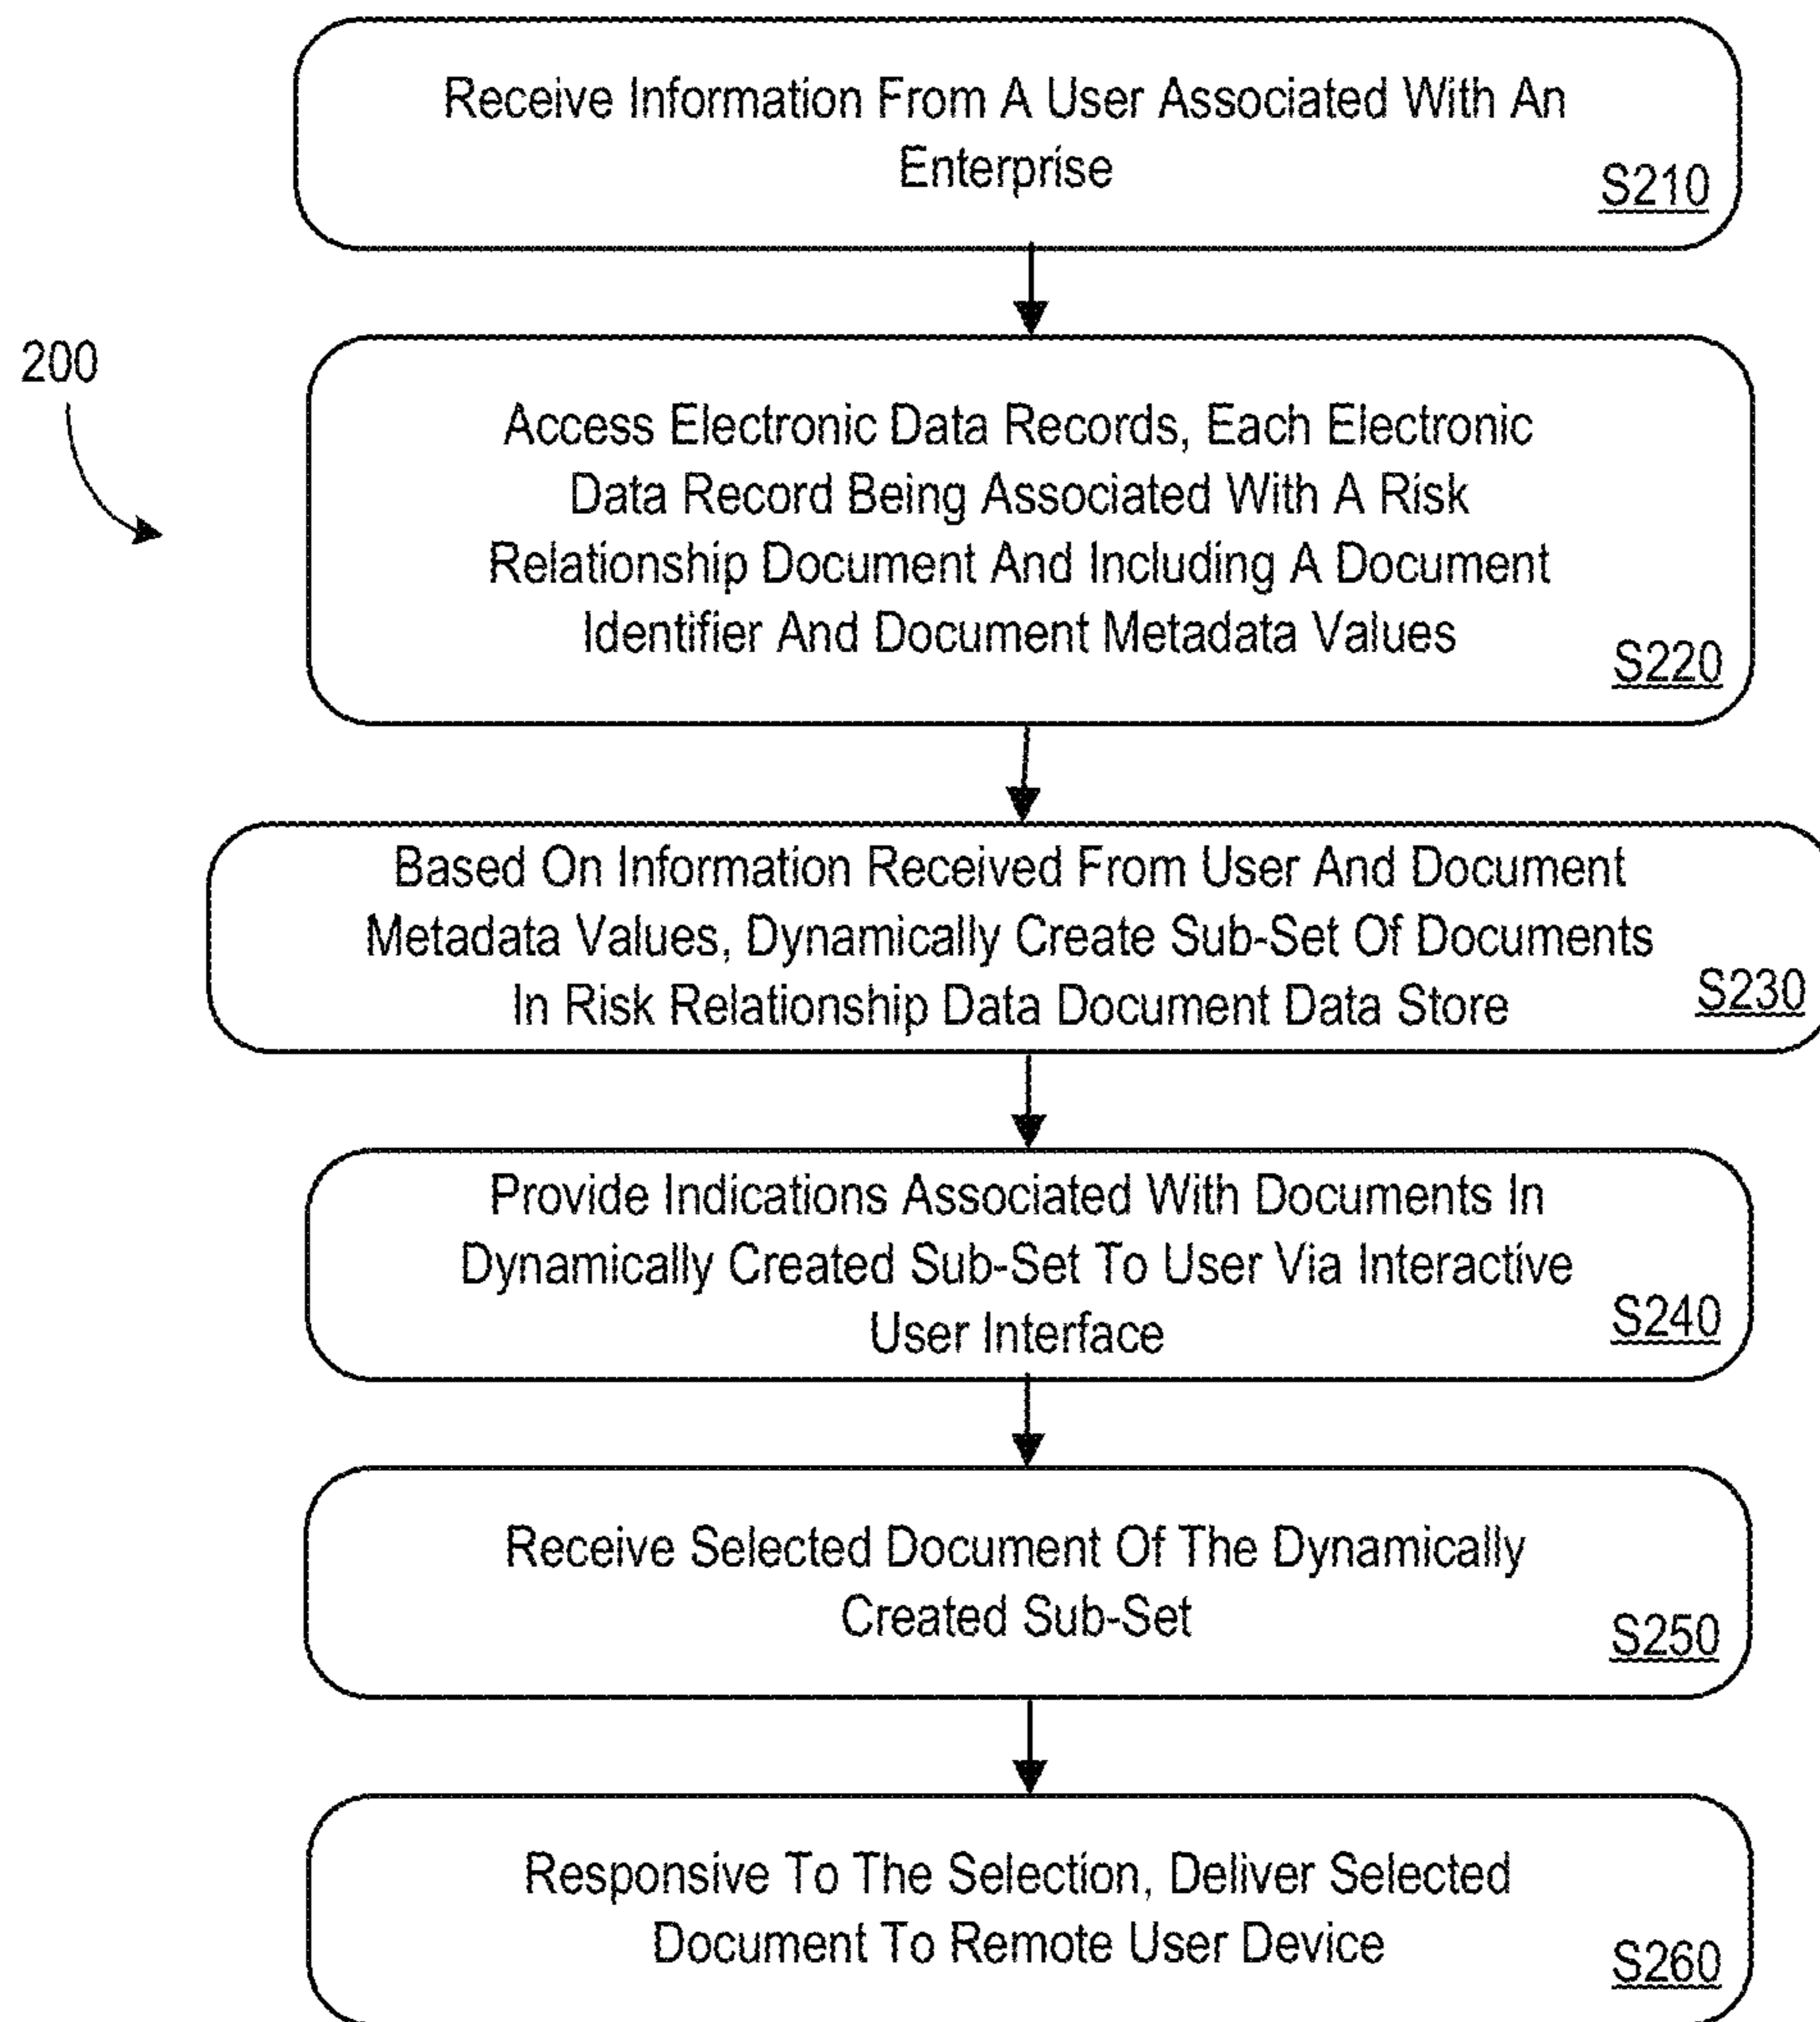 Receive Information From A User Associated With An
Enterprise
S210
200
Access Electronic Data Records, Each Electronic
Data Record Being Associated With A Risk
Relationship Document And Including A Document
Identifier And Document Metadata Values
S220
Based On Information Received From User And Document
Metadata Values, Dynamically Create Sub-Set Of Documents
In Risk Relationship Data Document Data Store
S230
Provide Indications Associated With Documents In
Dynamically Created Sub-Set To User Via Interactive
User Interface
S240
Receive Selected Document Of The Dynamically
Created Sub-Set
S250
Responsive To The Selection, Deliver Selected
Document To Remote User Device
S260